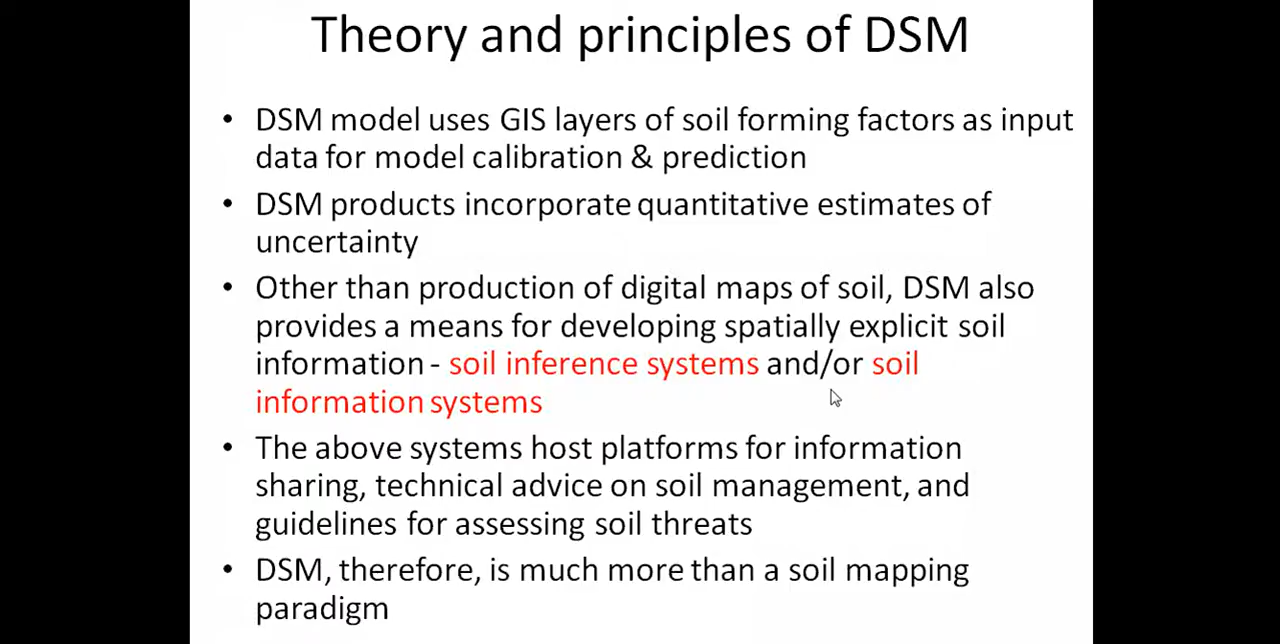 Theory and principles of DSM
• DSM model uses GIS layers of soil forming factors as input
data for model calibration & prediction
• DSM products incorporate quantitative estimates of
uncertainty
• Other than production of digital maps of soil, DSM also
provides a means for developing spatially explicit soil
information - soil inference systems and/or soil
information systems
• The above systems host platforms for information
sharing, technical advice on soil management, and
guidelines for assessing soil threats
• DSM, therefore, is much more than a soil mapping
paradigm